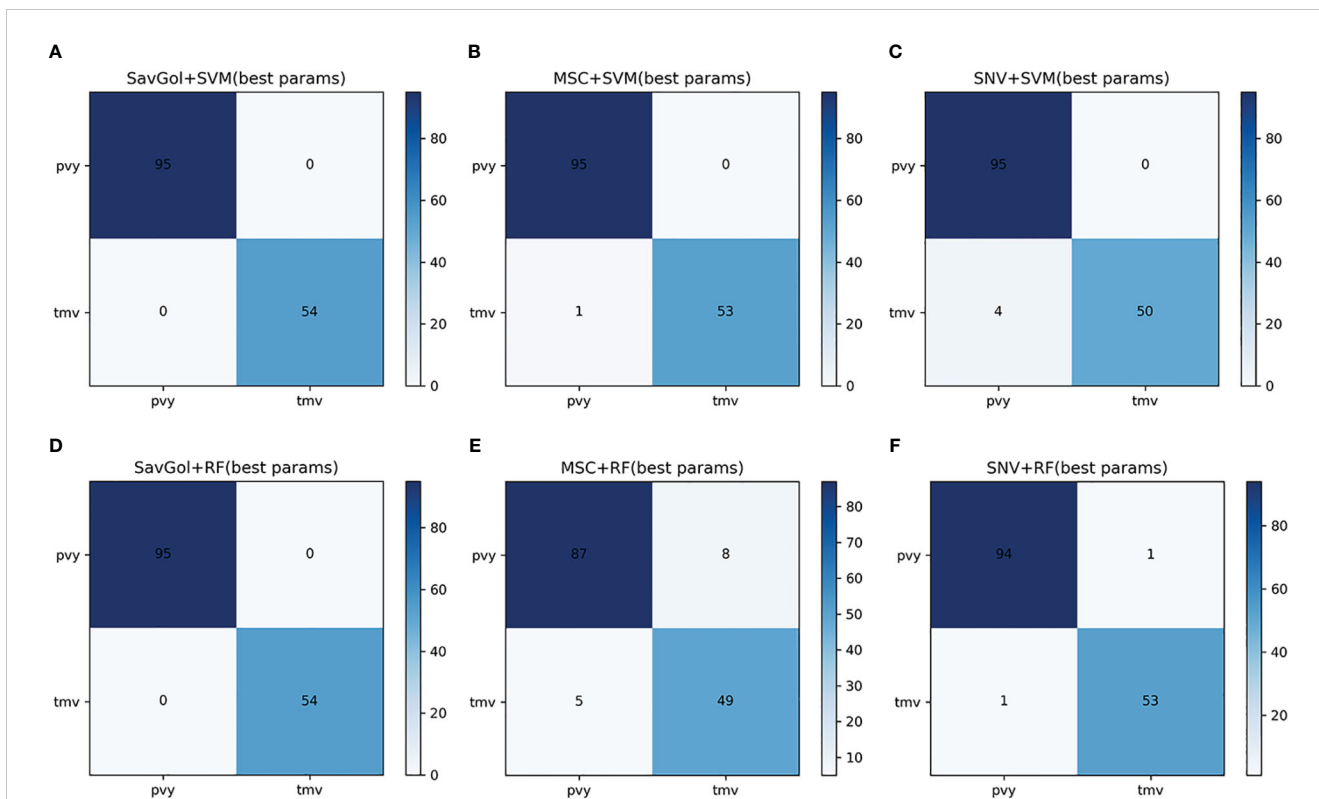 A
B
C
SavGol+SVM(best params)
MSC+SVM(best params)
SNV+SVM(best params)
pvy
95
0
80
60
40
20
0
tmv
0
54
pvy
tmv
pvy
95
0
80
60
40
20
0
tmv
1
53
pvy
tmv
pvy
95
0
80
60
40
20
0
tmv
4
50
pvy
tmv
D
E
F
SavGol+RF(best params)
MSC+RF(best params)
SNV+RF(best params)
pvy
95
0
80
60
40
20
0
tmv
0
54
pvy
tmv
pvy
87
8
80
70
60
50
40
30
20
10
tmv
5
49
pvy
tmv
pvy
94
1
80
60
40
20
tmv
1
53
pvy
tmv